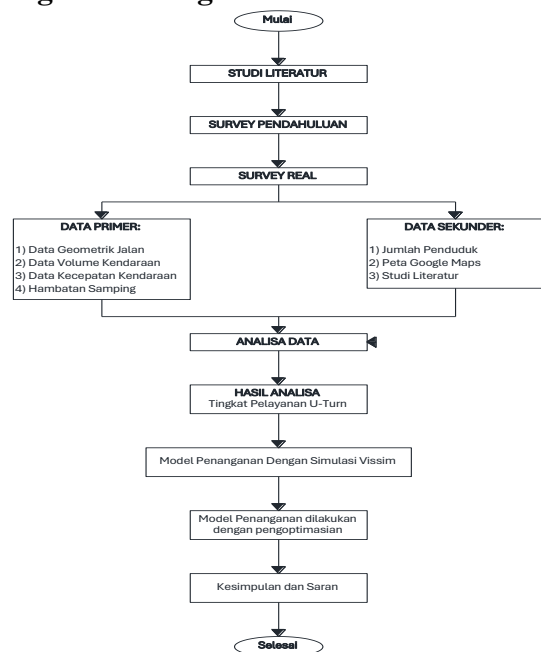 Mulai
STUDI LITERATUR
SURVEY PENDAHULUAN
SURVEY REAL
DATA PRIMER:
1) Data Geometrik Jalan
2) Data Volume Kendaraan
3) Data Kecepatan Kendaraan
4) Hambatan Samping
DATA SEKUNDER:
1) Jumlah Penduduk
2) Peta Google Maps
3) Studi Literatur
ANALISA DATA
HASIL ANALISA
Tingkat Pelayanan U-Turn
Model Penanganan Dengan Simulasi Vissim
Model Penanganan dilakukan
dengan pengoptimasian
Kesimpulan dan Saran
Selesai